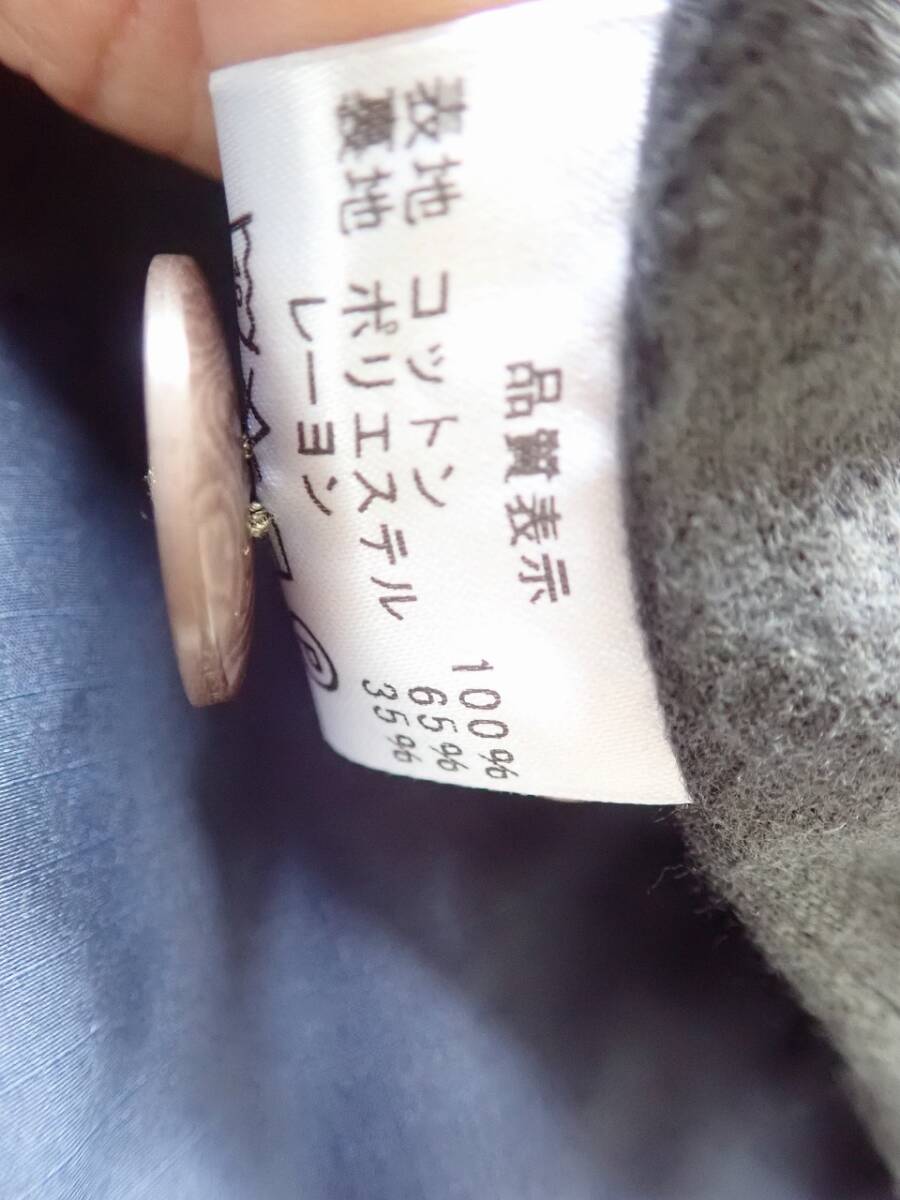 品質表示
表地 コットン 100%
裏地 ポリエステル 65%
レーヨン 35%
P